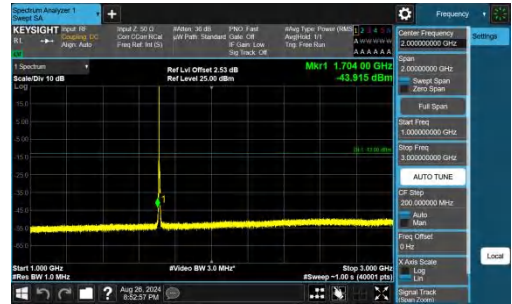 Spectrum Analyzer 1
Swept SA
Frequency
KEYSIGHT
Input: RF
Coupling: DC
Align: Auto
Input Z: 50 Ω
Corr CCorr RCal
Freq Ref: Int (S)
#Atten: 30 dB
µW Path: Standard
PNO: Fast
Gate: Off
IF Gain: Low
Sig Track: Off
#Avg Type: Power (RMS)
Avg|Hold: 1/1
Trig: Free Run
1 2 3 4 5 6
A W W W W W
A A A A A A
1 Spectrum
Scale/Div 10 dB
Ref Lvl Offset 2.53 dB
Ref Level 25.00 dBm
Mkr1 1.704 00 GHz
-43.915 dBm
Log
15.0
5.00
-5.00
-15.0
-25.0
-35.0
-45.0
-55.0
-65.0
1
Start 1.000 GHz
#Res BW 1.0 MHz
#Video BW 3.0 MHz*
Stop 3.000 GHz
#Sweep ~1.00 s (40001 pts)
Center Frequency
2.000000000 GHz
Settings
Span
2.00000000 GHz
Swept Span
Zero Span
Full Span
Start Freq
1.000000000 GHz
Stop Freq
3.000000000 GHz
AUTO TUNE
CF Step
200.000000 MHz
Auto
Man
Freq Offset
0 Hz
X Axis Scale
Log
Lin
Signal Track
(Span Zoom)
Local
Aug 26, 2024
8:52:57 PM